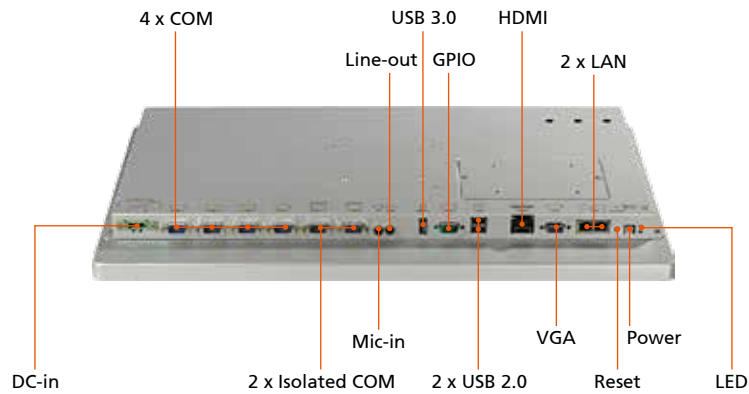 4 x COM
USB 3.0
HDMI
Line-out
GPIO
2 x LAN
Mic-in
VGA
Power
DC-in
2 x Isolated COM
2 x USB 2.0
Reset
LED